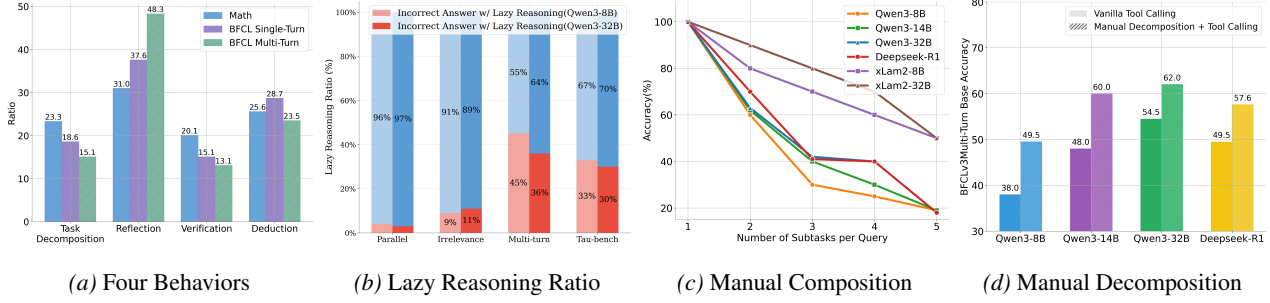 Math
BFCL Single-Turn
BFCL Multi-Turn
Ratio
50
40
30
20
10
0
23.3
18.6
15.1
31.0
37.6
48.3
20.1
15.1
13.1
25.6
28.7
23.5
Task
Decomposition
Reflection
Verification
Deduction
(a) Four Behaviors
Incorrect Answer w/ Lazy Reasoning(Qwen3-8B)
Incorrect Answer w/ Lazy Reasoning(Qwen3-32B)
Lazy Reasoning Ratio (%)
100%
80%
60%
40%
20%
0%
96%
97%
91%
89%
9%
11%
55%
64%
45%
36%
67%
70%
33%
30%
Parallel
Irrelevance
Multi-turn
Tau-bench
(b) Lazy Reasoning Ratio
Qwen3-8B
Qwen3-14B
Qwen3-32B
Deepseek-R1
xLam2-8B
xLam2-32B
Accuracy(%)
100
80
60
40
20
1
2
3
4
5
Number of Subtasks per Query
(c) Manual Composition
Vanilla Tool Calling
Manual Decomposition + Tool Calling
BFCLv3Multi-Turn Base Accuracy
80
70
60
50
40
30
38.0
49.5
48.0
60.0
54.5
62.0
49.5
57.6
Qwen3-8B
Qwen3-14B
Qwen3-32B
Deepseek-R1
(d) Manual Decomposition